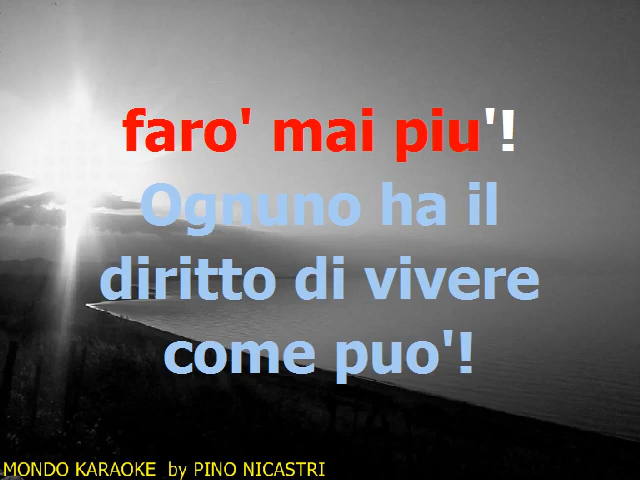 faro' mai piu'!
Ognuno ha il
diritto di vivere
come puo'!
MONDO KARAOKE by PINO NICASTRI